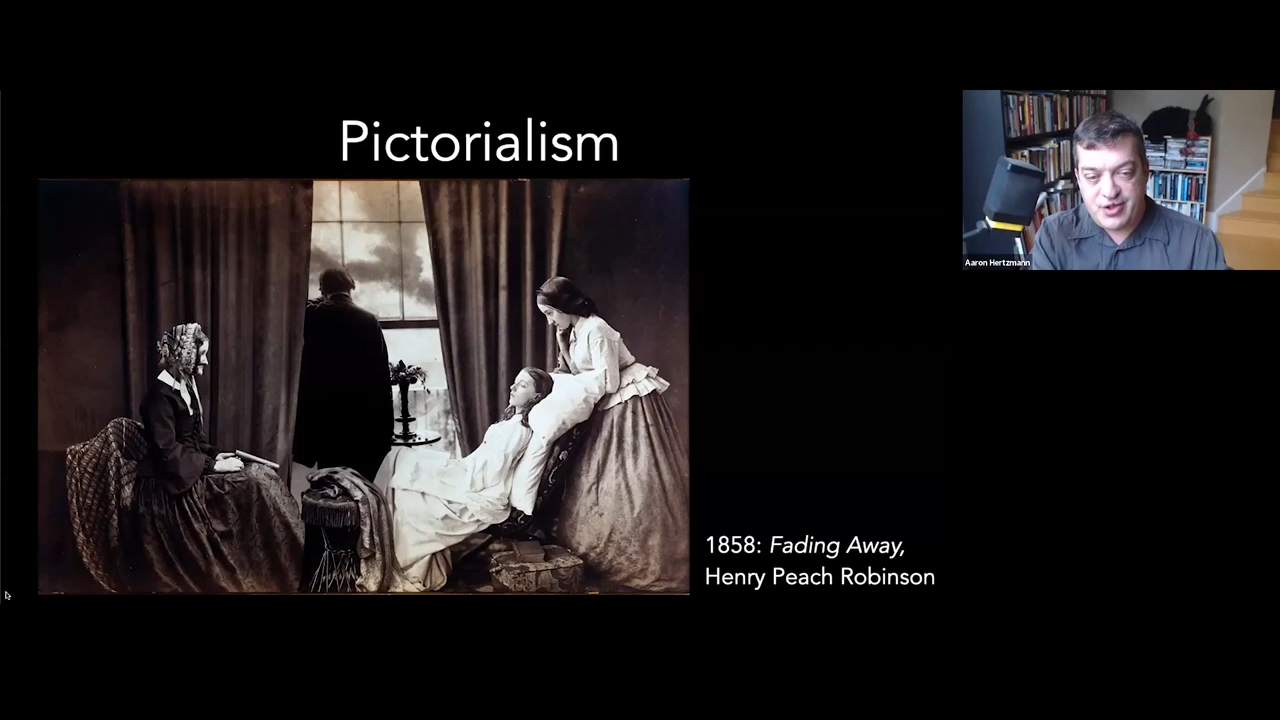 Pictorialism
Aaron Hertzmann
1858: Fading Away,
Henry Peach Robinson